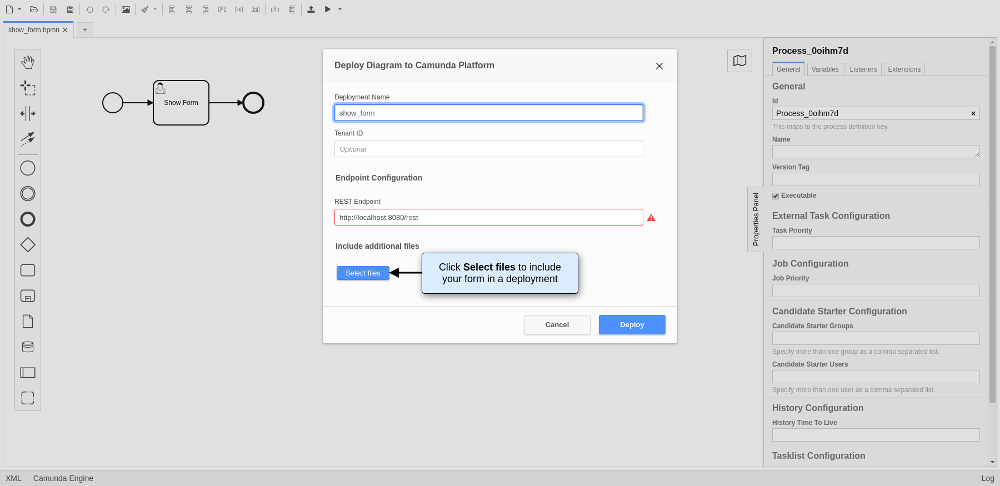 show_form.bpmn
+
Show Form
Deploy Diagram to Camunda Platform
Deployment Name
show_form
Tenant ID
Optional
Endpoint Configuration
REST Endpoint
http://localhost:8080/rest
Include additional files
Select files
Click Select files to include
your form in a deployment
Cancel
Deploy
Properties Panel
Process_0oihm7d
General Variables Listeners Extensions
General
Id
Process_0oihm7d
This maps to the process definition key.
Name
Version Tag
Executable
External Task Configuration
Task Priority
Job Configuration
Job Priority
Candidate Starter Configuration
Candidate Starter Groups
Specify more than one group as a comma separated list.
Candidate Starter Users
Specify more than one user as a comma separated list.
History Configuration
History Time To Live
Tasklist Configuration
XML Camunda Engine Log